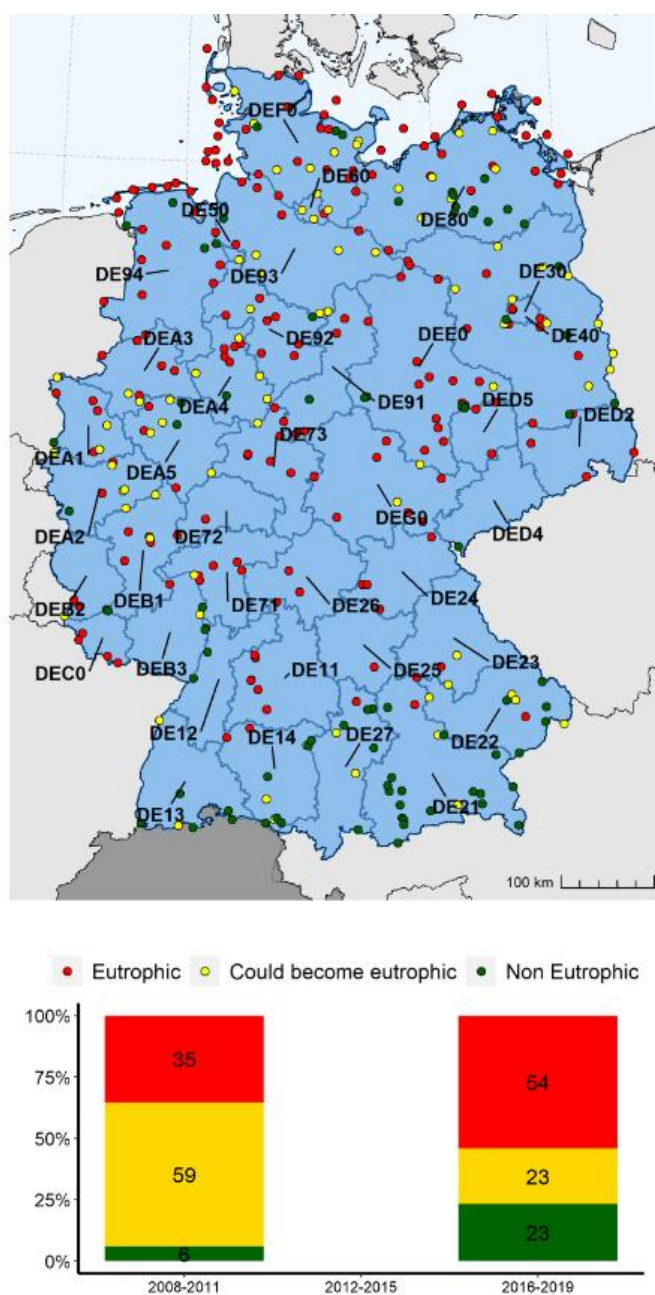 DEF0
DE60
DE50
DE80
DE94
DE93
DE30
DE40
DEA3
DE92
DEE0
DEA4
DE91
DED5
DED2
DE73
DEA1
DEA5
DEG0
DED4
DEA2
DE72
DEB2
DEB1
DE71
DE26
DE24
DEC0
DEB3
DE11
DE25
DE23
DE12
DE14
DE27
DE22
DE13
DE21
100 km
Eutrophic Could become eutrophic Non Eutrophic
100%
35
54
75%
50%
59
23
25%
23
6
0%
2008-2011 2012-2015 2016-2019